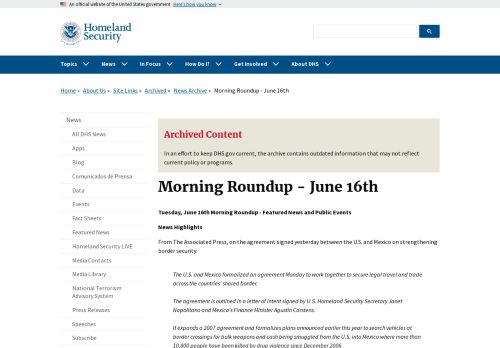 An official website of the United States government Here's how you know
Homeland
Security
Topics News In Focus How Do I? Get Involved About DHS
Home » About Us » Site Links » Archived » News Archive » Morning Roundup - June 16th
News
All DHS News
Apps
Blog
Comunicados de Prensa
Data
Events
Fact Sheets
Featured News
Homeland Security LIVE
Media Contacts
Media Library
National Terrorism
Advisory System
Press Releases
Speeches
Subscribe
Archived Content
In an effort to keep DHS.gov current, the archive contains outdated information that may not reflect
current policy or programs.
Morning Roundup - June 16th
Tuesday, June 16th Morning Roundup - Featured News and Public Events
News Highlights
From The Associated Press, on the agreement signed yesterday between the U.S. and Mexico on strengthening
border security.
The U.S. and Mexico formalized an agreement Monday to work together to secure legal travel and trade
across the countries' shared border.
The agreement is outlined in a letter of intent signed by U.S. Homeland Security Secretary Janet
Napolitano and Mexico's Finance Minister Agustin Carstens.
It expands a 2007 agreement and formalizes plans announced earlier this year to search vehicles at
border crossings for bulk weapons and cash being smuggled from the U.S. into Mexico where more than
10,800 people have been killed by drug violence since December 2006.